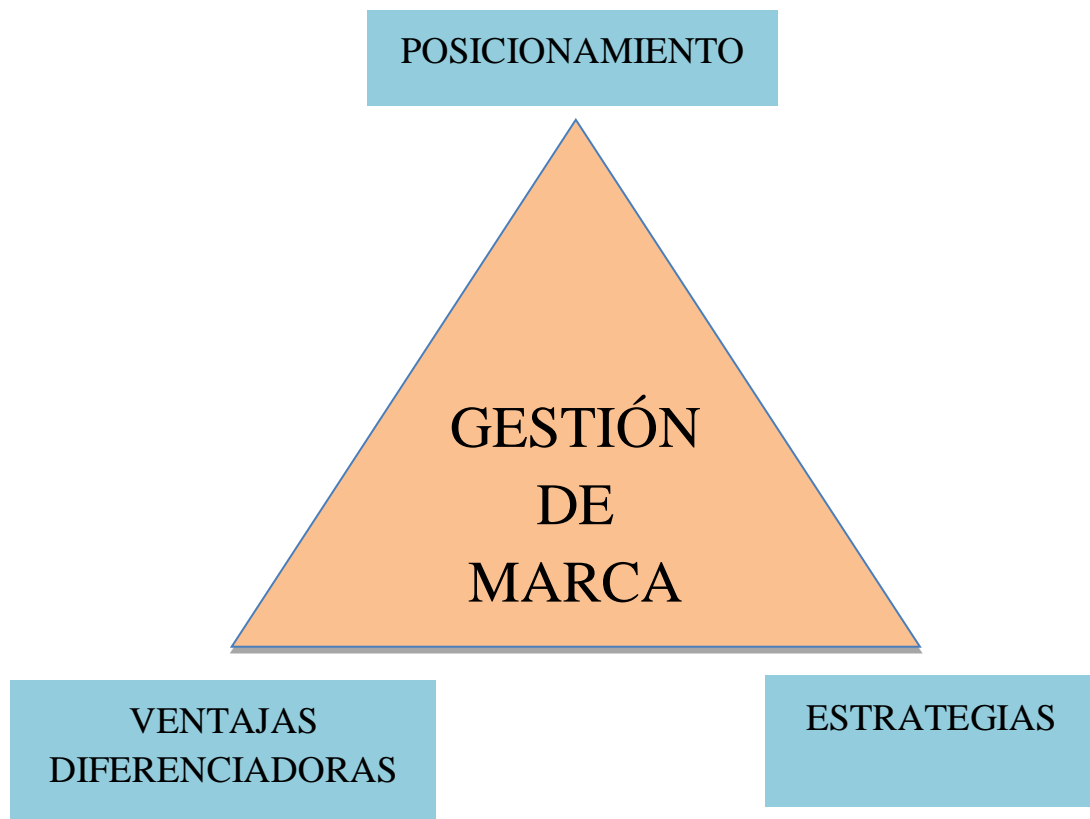 POSICIONAMIENTO
GESTIÓN
DE
MARCA
VENTAJAS
DIFERENCIADORAS
ESTRATEGIAS